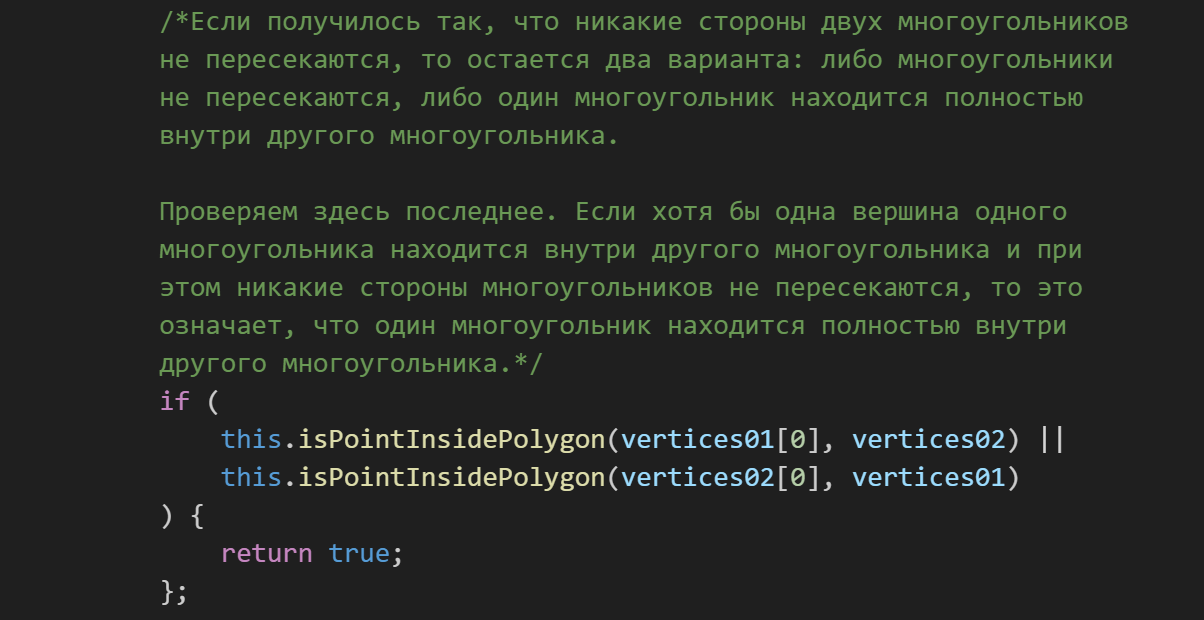 /*Если получилось так, что никакие стороны двух многоугольников
не пересекаются, то остается два варианта: либо многоугольники
не пересекаются, либо один многоугольник находится полностью
внутри другого многоугольника.
Проверяем здесь последнее. Если хотя бы одна вершина одного
многоугольника находится внутри другого многоугольника и при
этом никакие стороны многоугольников не пересекаются, то это
означает, что один многоугольник находится полностью внутри
другого многоугольника.*/
if (
this.isPointInsidePolygon(vertices01[0], vertices02) ||
this.isPointInsidePolygon(vertices02[0], vertices01)
) {
return true;
};